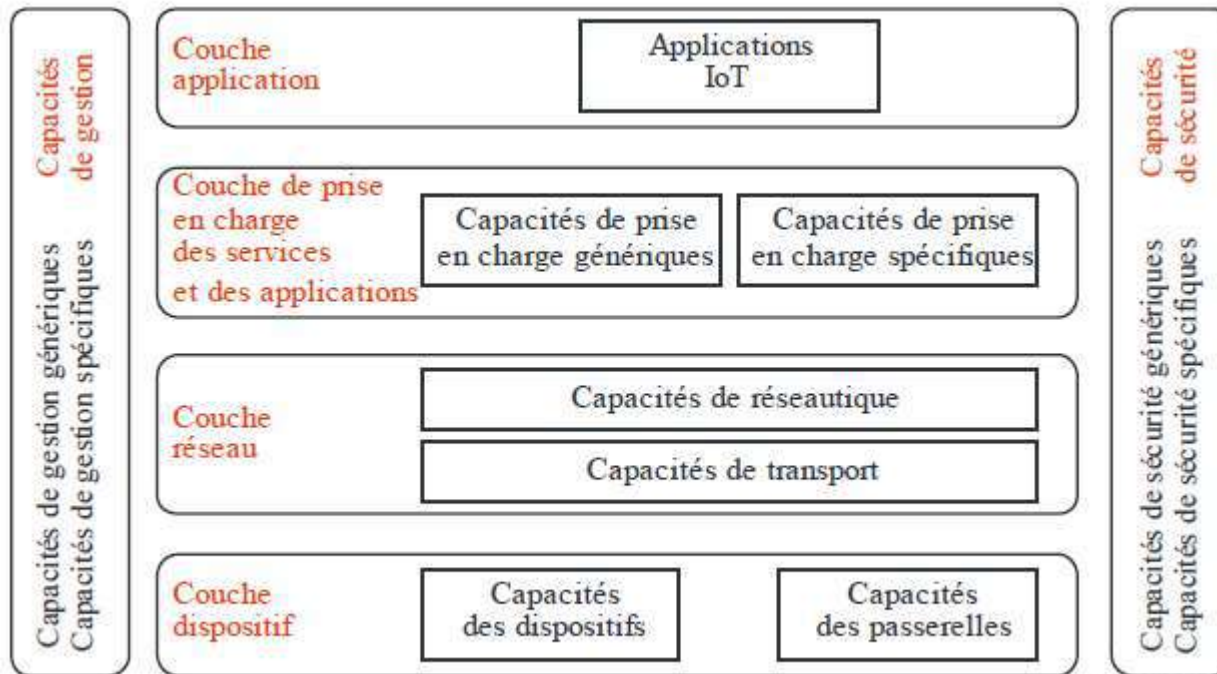 Capacités
de gestion
Capacités de gestion génériques
Capacités de gestion spécifiques
Couche
application
Applications
IoT
Couche de prise
en charge
des services
et des applications
Capacités de prise
en charge génériques
Capacités de prise
en charge spécifiques
Couche
réseau
Capacités de réseautique
Capacités de transport
Couche
dispositif
Capacités
des dispositifs
Capacités
des passerelles
Capacités
de sécurité
Capacités de sécurité génériques
Capacités de sécurité spécifiques